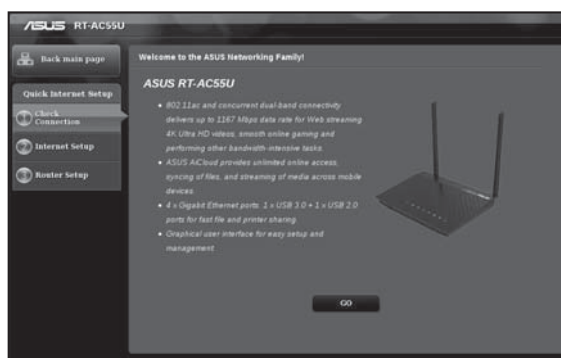 ASUS RT-AC55U
Back main page
Quick Internet Setup
1 Check
Connection
2 Internet Setup
3 Router Setup
Welcome to the ASUS Networking Family!
ASUS RT-AC55U
• 802.11ac and concurrent dual-band connectivity
delivers up to 1167 Mbps data rate for Web streaming
4K Ultra HD videos, smooth online gaming and
performing other bandwidth-intensive tasks.
• ASUS AiCloud provides unlimited online access,
syncing of files, and streaming of media across mobile
devices.
• 4 x Gigabit Ethernet ports. 1 x USB 3.0 + 1 x USB 2.0
ports for fast file and printer sharing.
• Graphical user interface for easy setup and
management
GO